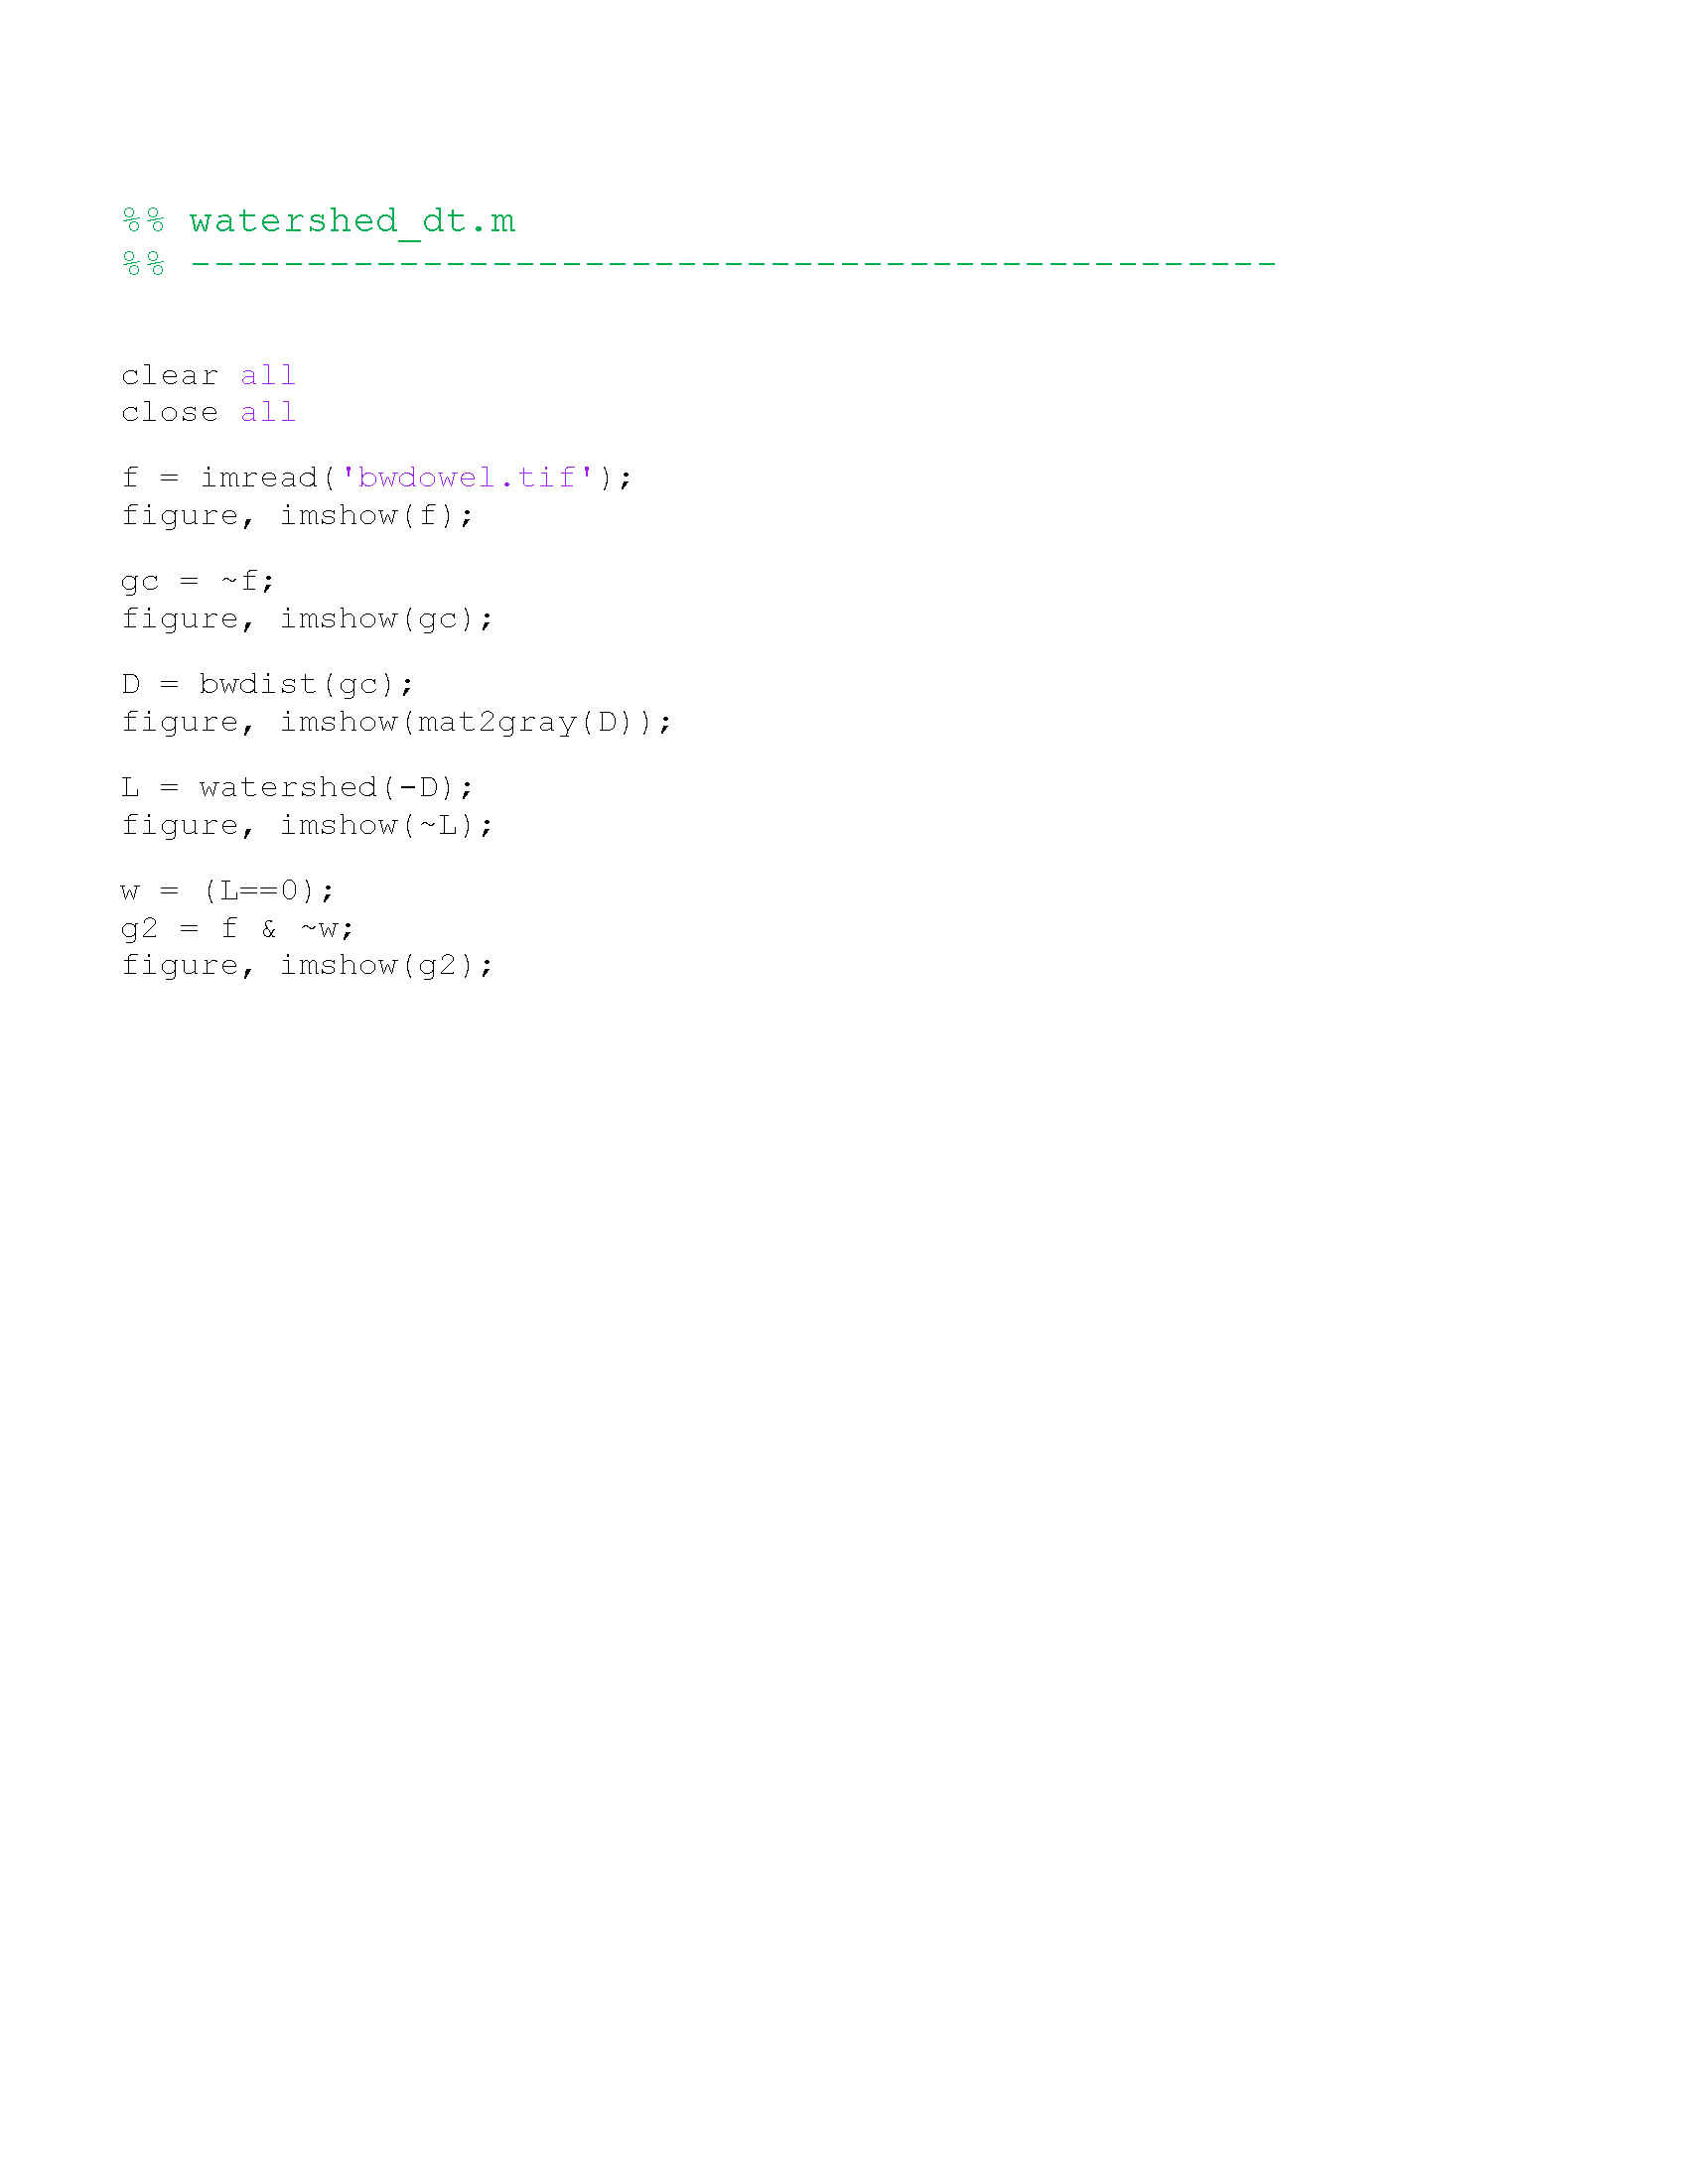 %% watershed_dt.m
%% -----------------------------------------------
clear all
close all
f = imread('bwdowel.tif');
figure, imshow(f);
gc = ~f;
figure, imshow(gc);
D = bwdist(gc);
figure, imshow(mat2gray(D));
L = watershed(-D);
figure, imshow(~L);
w = (L==0);
g2 = f & ~w;
figure, imshow(g2);